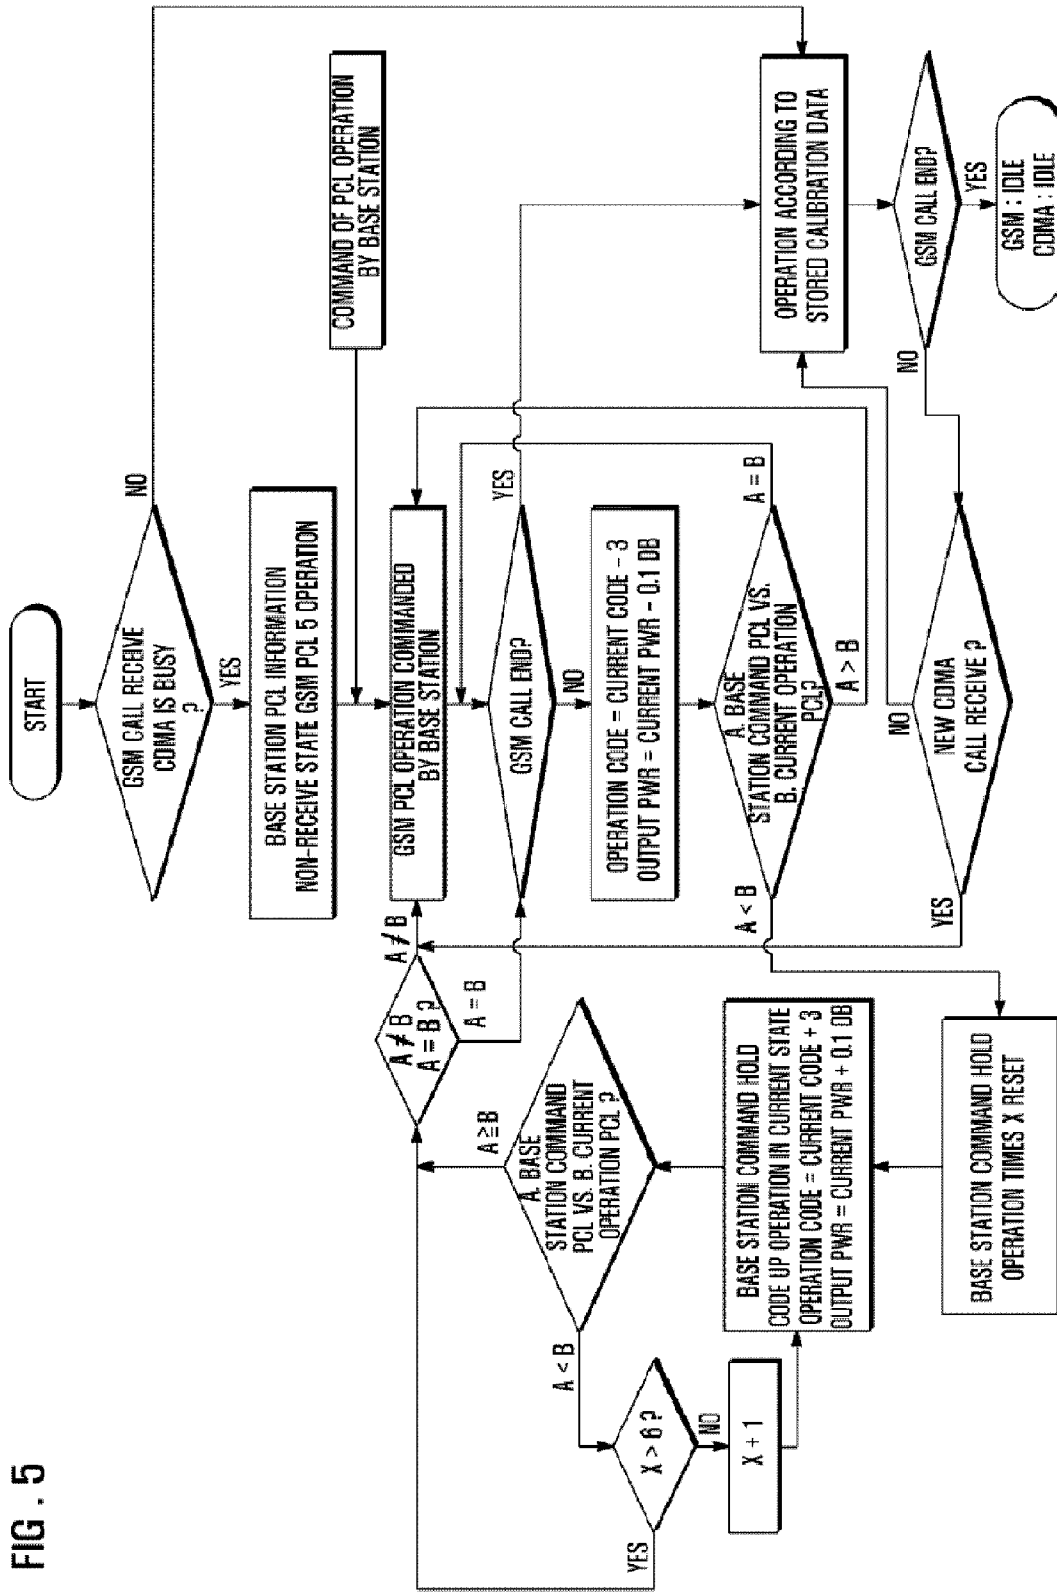 FIG . 5
START
GSM CALL RECEIVE
CDMA IS BUSY
?
NO
YES
BASE STATION PCL INFORMATION
NON-RECEIVE STATE GSM PCL 5 OPERATION
COMMAND OF PCL OPERATION
BY BASE STATION
A ≠ B
A = B ?
A ≠ B
A = B
GSM PCL OPERATION COMMANDED
BY BASE STATION
GSM CALL END?
YES
NO
OPERATION CODE = CURRENT CODE - 3
OUTPUT PWR = CURRENT PWR - 0.1 DB
A. BASE
STATION COMMAND PCL VS.
B. CURRENT OPERATION
PCL?
A < B
A = B
A > B
A. BASE
STATION COMMAND
PCL VS. B. CURRENT
OPERATION PCL ?
A≧B
A < B
X > 6 ?
YES
NO
X + 1
BASE STATION COMMAND HOLD
CODE UP OPERATION IN CURRENT STATE
OPERATION CODE = CURRENT CODE + 3
OUTPUT PWR = CURRENT PWR + 0.1 DB
BASE STATION COMMAND HOLD
OPERATION TIMES X RESET
OPERATION ACCORDING TO
STORED CALIBRATION DATA
GSM CALL END?
NO
YES
NEW CDMA
CALL RECEIVE ?
NO
YES
GSM : IDLE
CDMA : IDLE